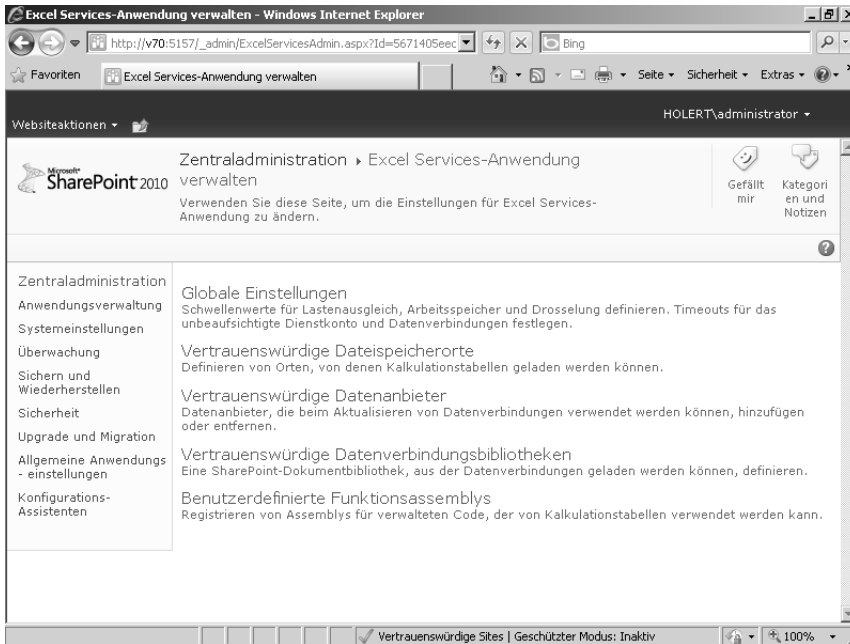 Excel Services-Anwendung verwalten - Windows Internet Explorer
http://v70:5157/_admin/ExcelServicesAdmin.aspx?Id=5671405eec
Bing
Favoriten
Excel Services-Anwendung verwalten
Seite
Sicherheit
Extras
Websiteaktionen
HOLERT\administrator
Microsoft
SharePoint 2010
Zentraladministration ▸ Excel Services-Anwendung
verwalten
Verwenden Sie diese Seite, um die Einstellungen für Excel Services-
Anwendung zu ändern.
Gefällt
mir
Kategori
en und
Notizen
Zentraladministration
Anwendungsverwaltung
Systemeinstellungen
Überwachung
Sichern und
Wiederherstellen
Sicherheit
Upgrade und Migration
Allgemeine Anwendungs
- einstellungen
Konfigurations-
Assistenten
Globale Einstellungen
Schwellenwerte für Lastenausgleich, Arbeitsspeicher und Drosselung definieren. Timeouts für das
unbeaufsichtigte Dienstkonto und Datenverbindungen festlegen.
Vertrauenswürdige Dateispeicherorte
Definieren von Orten, von denen Kalkulationstabellen geladen werden können.
Vertrauenswürdige Datenanbieter
Datenanbieter, die beim Aktualisieren von Datenverbindungen verwendet werden können, hinzufügen
oder entfernen.
Vertrauenswürdige Datenverbindungsbibliotheken
Eine SharePoint-Dokumentbibliothek, aus der Datenverbindungen geladen werden können, definieren.
Benutzerdefinierte Funktionsassemblys
Registrieren von Assemblys für verwalteten Code, der von Kalkulationstabellen verwendet werden kann.
Vertrauenswürdige Sites | Geschützter Modus: Inaktiv
100%